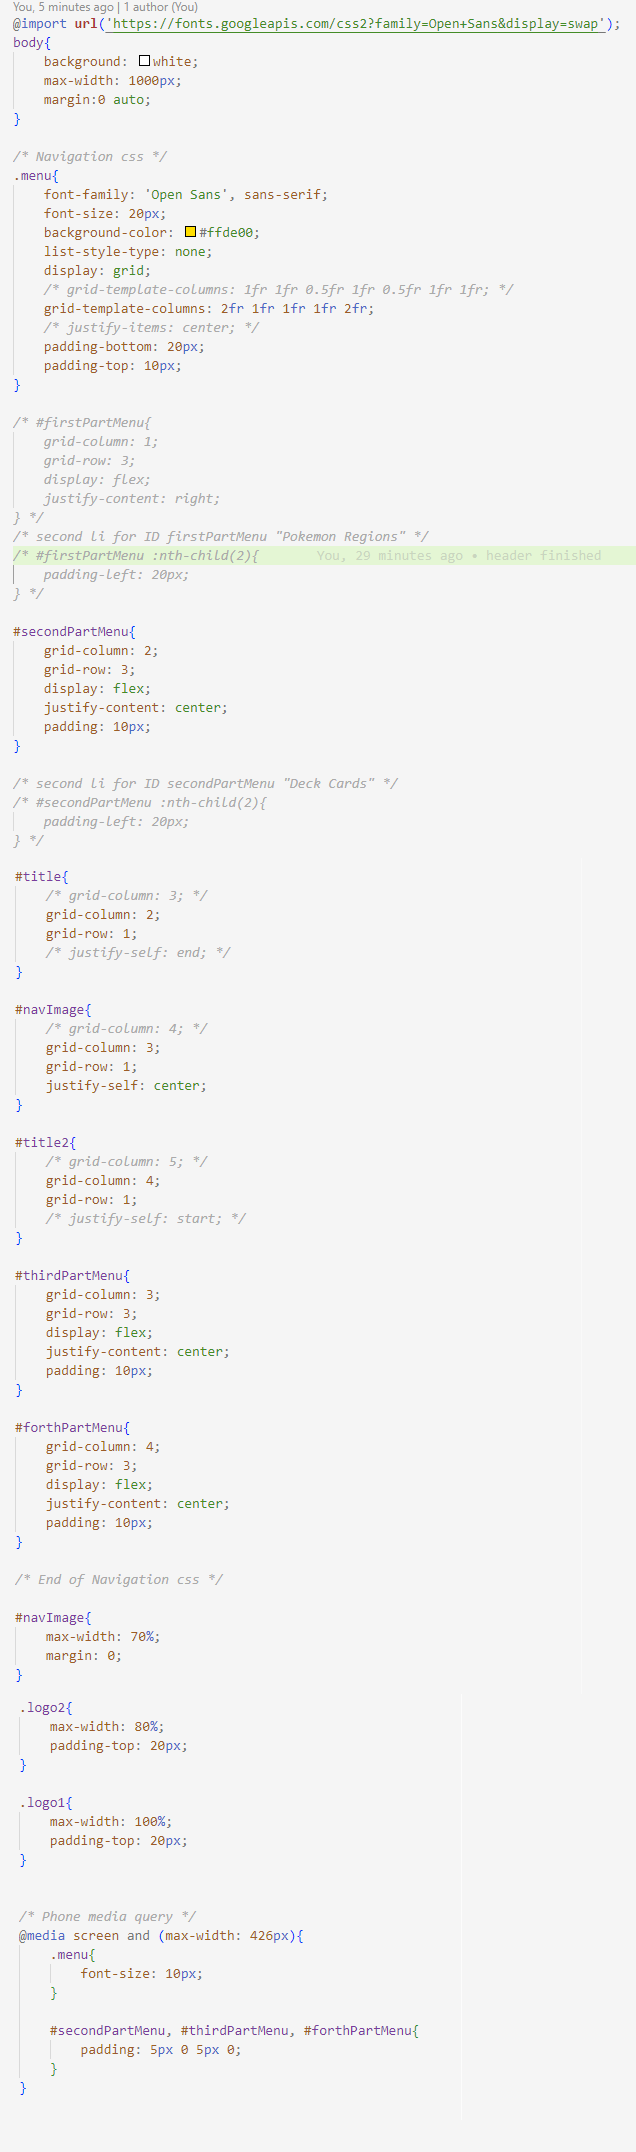 You, 5 minutes ago | 1 author (You)
@import url('https://fonts.googleapis.com/css2?family=Open+Sans&display=swap');
body{
    background: white;
    max-width: 1000px;
    margin:0 auto;
}

/* Navigation css */
.menu{
    font-family: 'Open Sans', sans-serif;
    font-size: 20px;
    background-color: #ffde00;
    list-style-type: none;
    display: grid;
    /* grid-template-columns: 1fr 1fr 0.5fr 1fr 0.5fr 1fr 1fr; */
    grid-template-columns: 2fr 1fr 1fr 1fr 2fr;
    /* justify-items: center; */
    padding-bottom: 20px;
    padding-top: 10px;
}

/* #firstPartMenu{
    grid-column: 1;
    grid-row: 3;
    display: flex;
    justify-content: right;
} */
/* second li for ID firstPartMenu "Pokemon Regions" */
/* #firstPartMenu :nth-child(2){ You, 29 minutes ago • header finished
    padding-left: 20px;
} */

#secondPartMenu{
    grid-column: 2;
    grid-row: 3;
    display: flex;
    justify-content: center;
    padding: 10px;
}

/* second li for ID secondPartMenu "Deck Cards" */
/* #secondPartMenu :nth-child(2){
    padding-left: 20px;
} */

#title{
    /* grid-column: 3; */
    grid-column: 2;
    grid-row: 1;
    /* justify-self: end; */
}

#navImage{
    /* grid-column: 4; */
    grid-column: 3;
    grid-row: 1;
    justify-self: center;
}

#title2{
    /* grid-column: 5; */
    grid-column: 4;
    grid-row: 1;
    /* justify-self: start; */
}

#thirdPartMenu{
    grid-column: 3;
    grid-row: 3;
    display: flex;
    justify-content: center;
    padding: 10px;
}

#forthPartMenu{
    grid-column: 4;
    grid-row: 3;
    display: flex;
    justify-content: center;
    padding: 10px;
}

/* End of Navigation css */

#navImage{
    max-width: 70%;
    margin: 0;
}

.logo2{
    max-width: 80%;
    padding-top: 20px;
}

.logo1{
    max-width: 100%;
    padding-top: 20px;
}

/* Phone media query */
@media screen and (max-width: 426px){
    .menu{
        font-size: 10px;
    }

    #secondPartMenu, #thirdPartMenu, #forthPartMenu{
        padding: 5px 0 5px 0;
    }
}